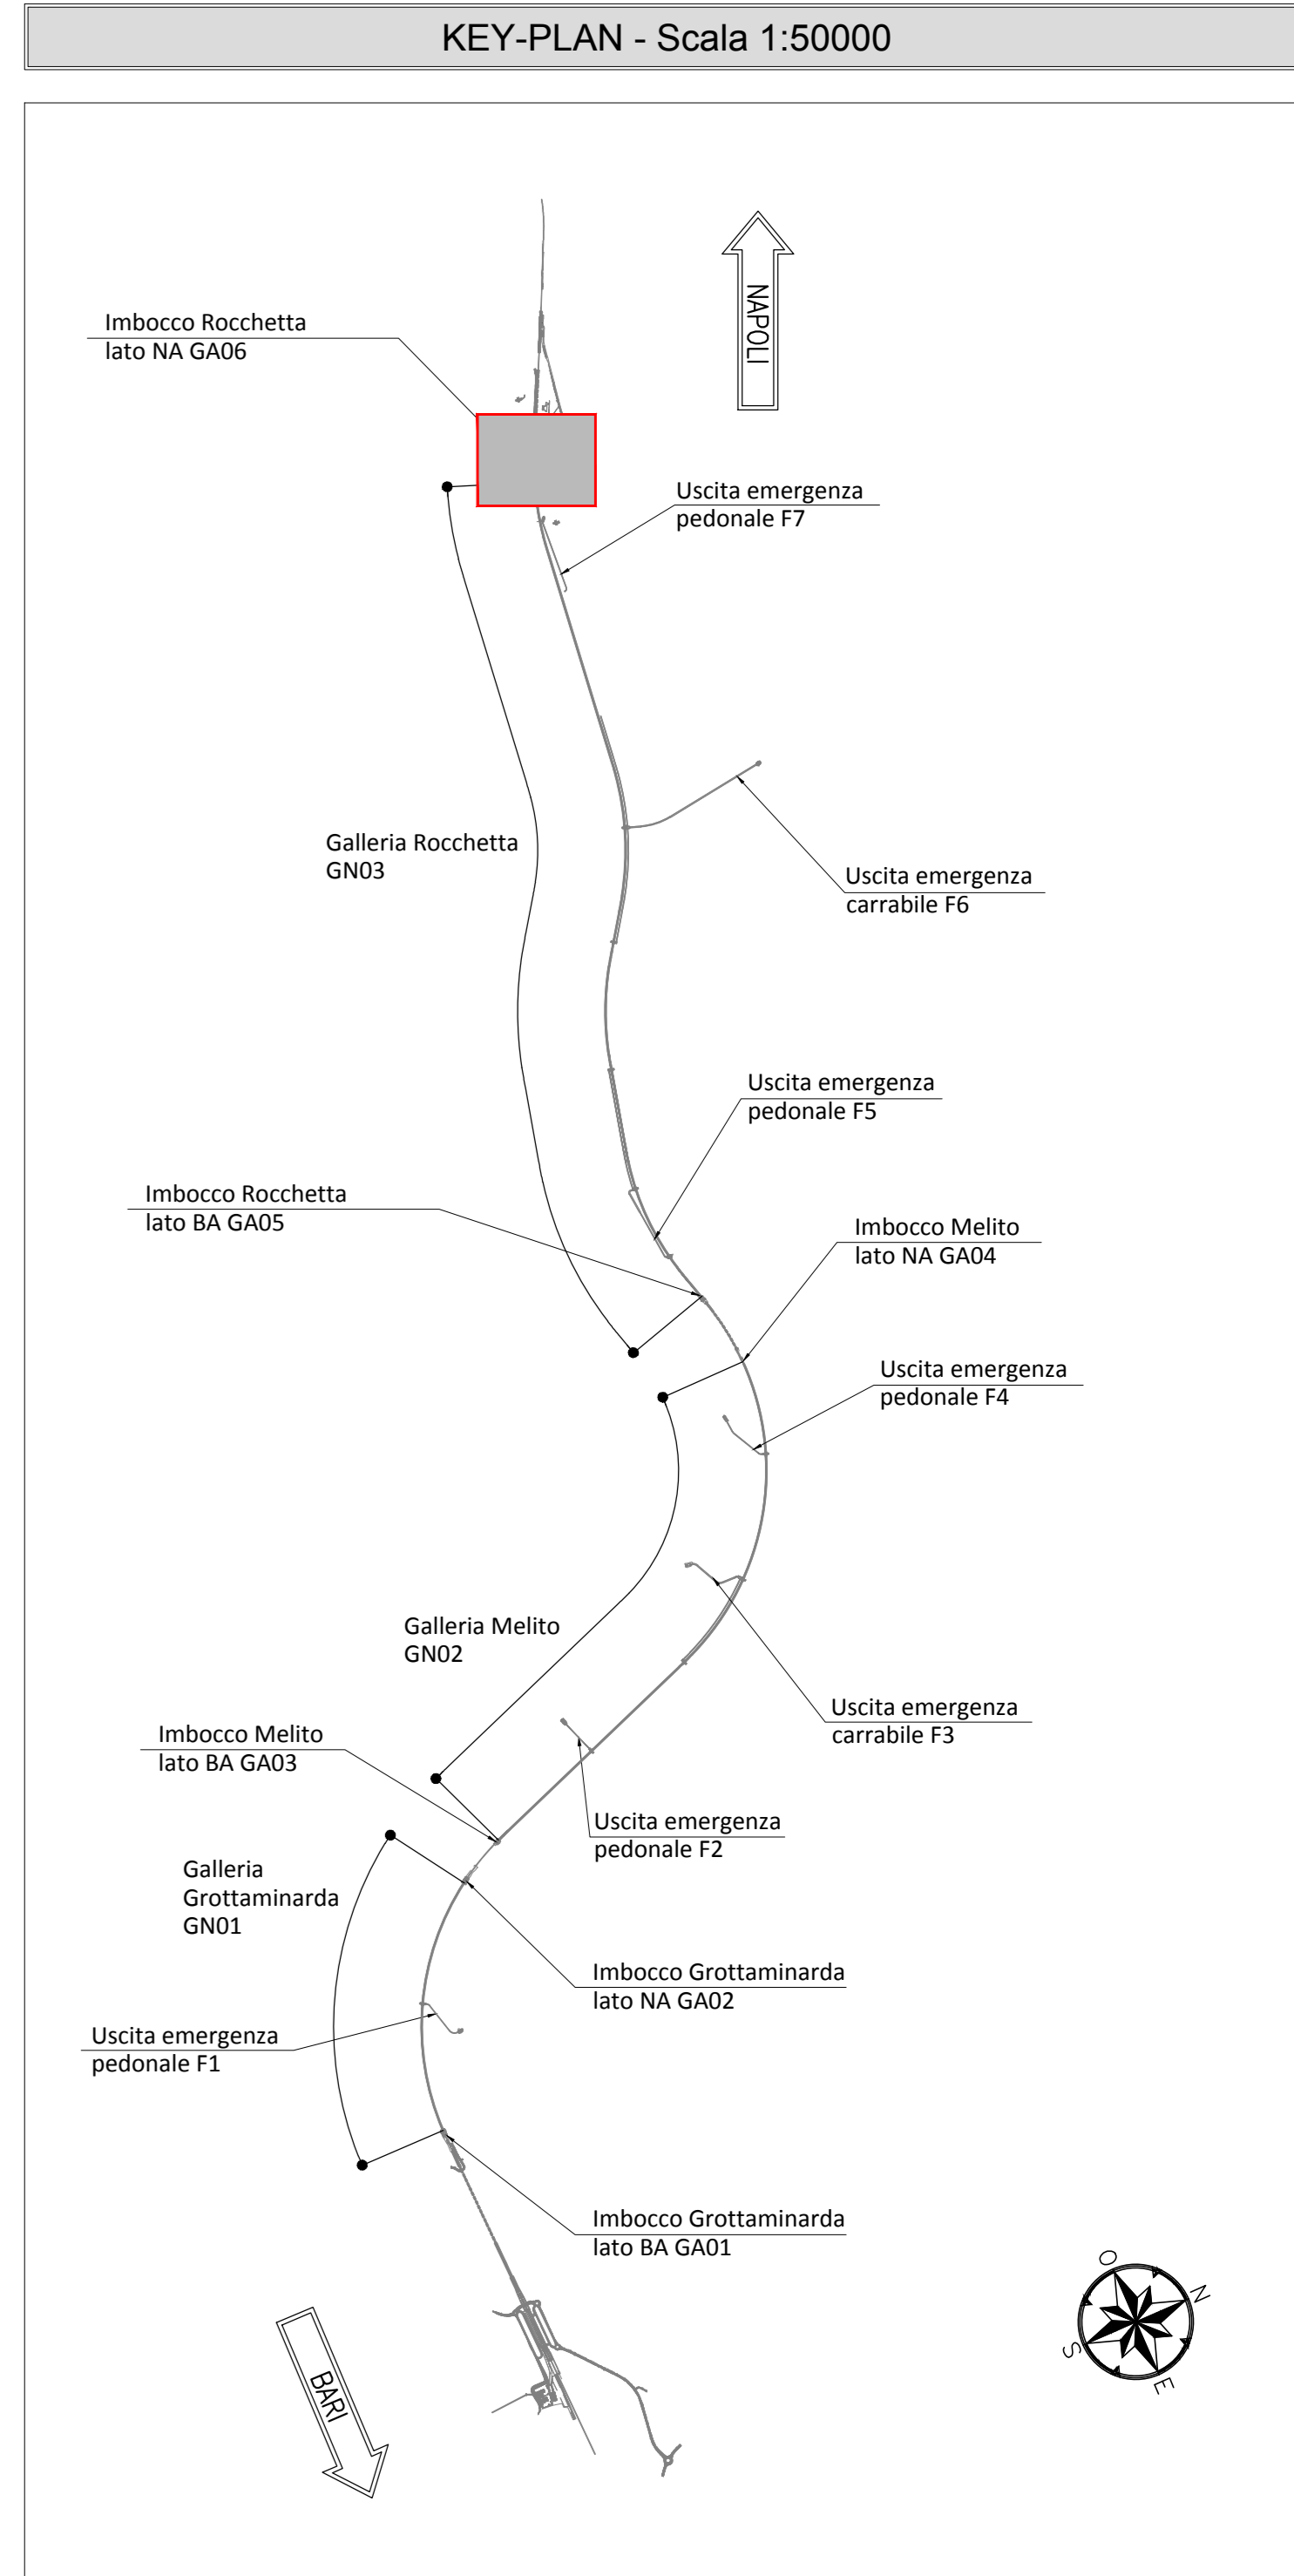 KEY-PLAN - Scala 1:50000
NAPOLI
Imbocco Rocchetta
lato NA GA06
Uscita emergenza
pedonale F7
Galleria Rocchetta
GN03
Uscita emergenza
carrabile F6
Uscita emergenza
pedonale F5
Imbocco Rocchetta
lato BA GA05
Imbocco Melito
lato NA GA04
Uscita emergenza
pedonale F4
Galleria Melito
GN02
Uscita emergenza
carrabile F3
Imbocco Melito
lato BA GA03
Uscita emergenza
pedonale F2
Galleria
Grottaminarda
GN01
Imbocco Grottaminarda
lato NA GA02
Uscita emergenza
pedonale F1
Imbocco Grottaminarda
lato BA GA01
O
N
S
E
BARI